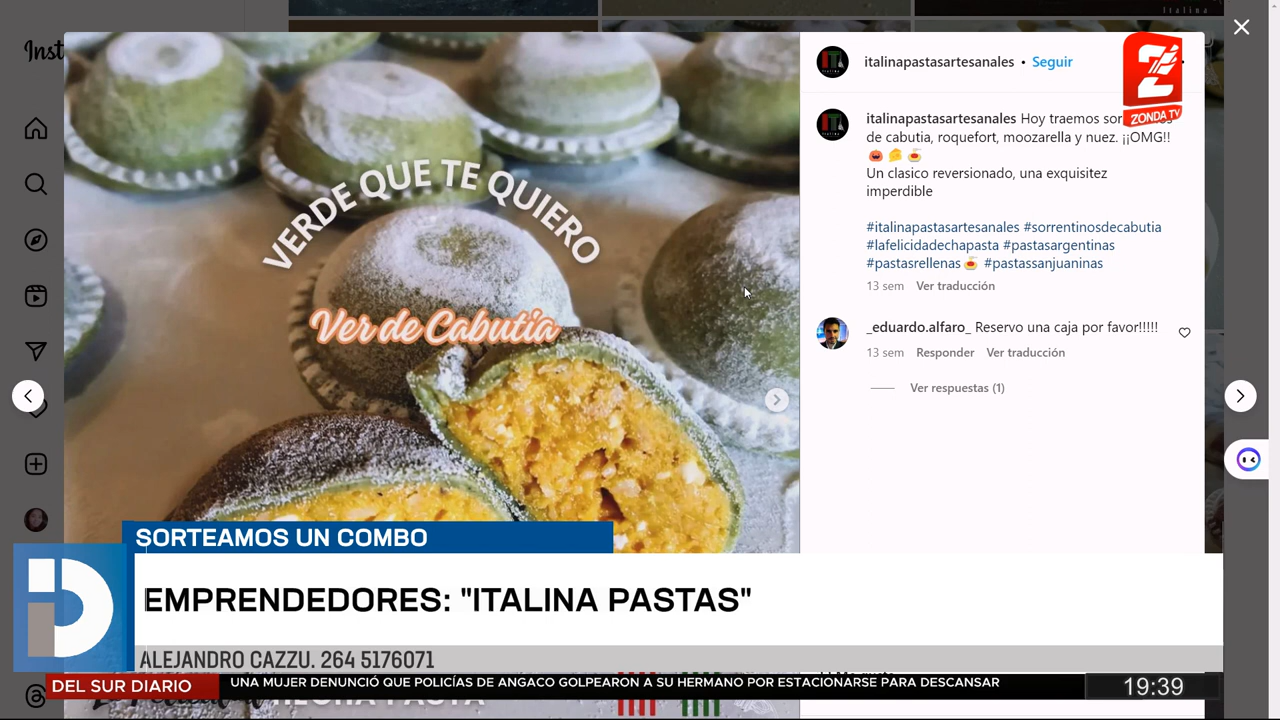 Inst
italinapastasartesanales • Seguir
ZONDA TV
italinapastasartesanales Hoy traemos
de cabutia, roquefort, moozarella y nuez. ¡¡OMG!!
Un clasico reversionado, una exquisitez
imperdible
#italinapastasartesanales #sorrentinosdecabutia
#lafelicidadechapasta #pastasargentinas
#pastasrellenas #pastassanjuaninas
13 sem Ver traducción
_eduardo.alfaro_ Reservo una caja por favor!!!!!
13 sem Responder Ver traducción
Ver respuestas (1)
VERDE QUE TE QUIERO
Ver de Cabutia
SORTEAMOS UN COMBO
EMPRENDEDORES: "ITALINA PASTAS"
ALEJANDRO CAZZU. 264 5176071
DEL SUR DIARIO
UNA MUJER DENUNCIÓ QUE POLICÍAS DE ANGACO GOLPEARON A SU HERMANO POR ESTACIONARSE PARA DESCANSAR
19:39